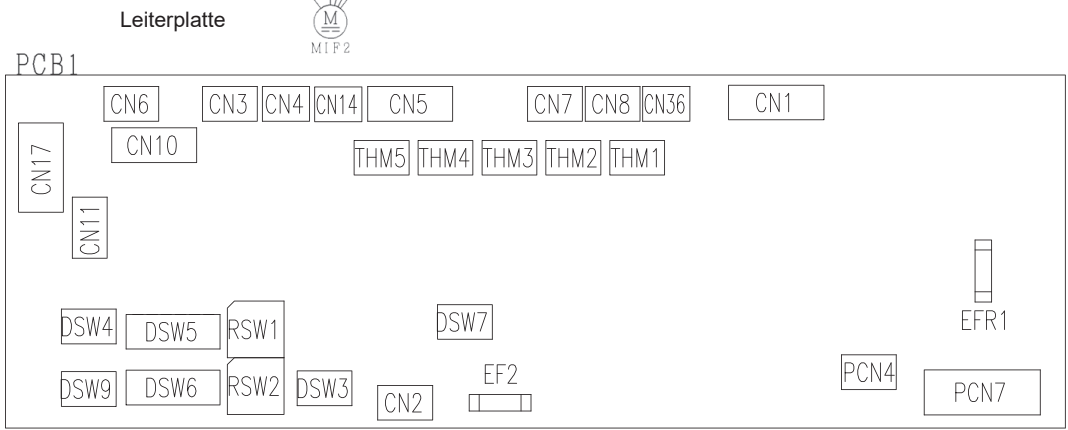 Leiterplatte
M
MIF2
PCB1
CN6 CN3 CN4 CN14 CN5 CN7 CN8 CN36 CN1
CN10
CN17
THM5 THM4 THM3 THM2 THM1
CN11
DSW4 DSW5 RSW1 DSW7 EFR1
DSW9 DSW6 RSW2 DSW3 CN2 EF2 PCN4 PCN7